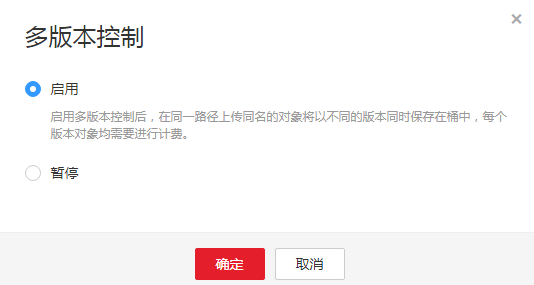 多版本控制
启用
启用多版本控制后，在同一路径上传同名的对象将以不同的版本同时保存在桶中，每个
版本对象均需要进行计费。
暂停
确定
取消